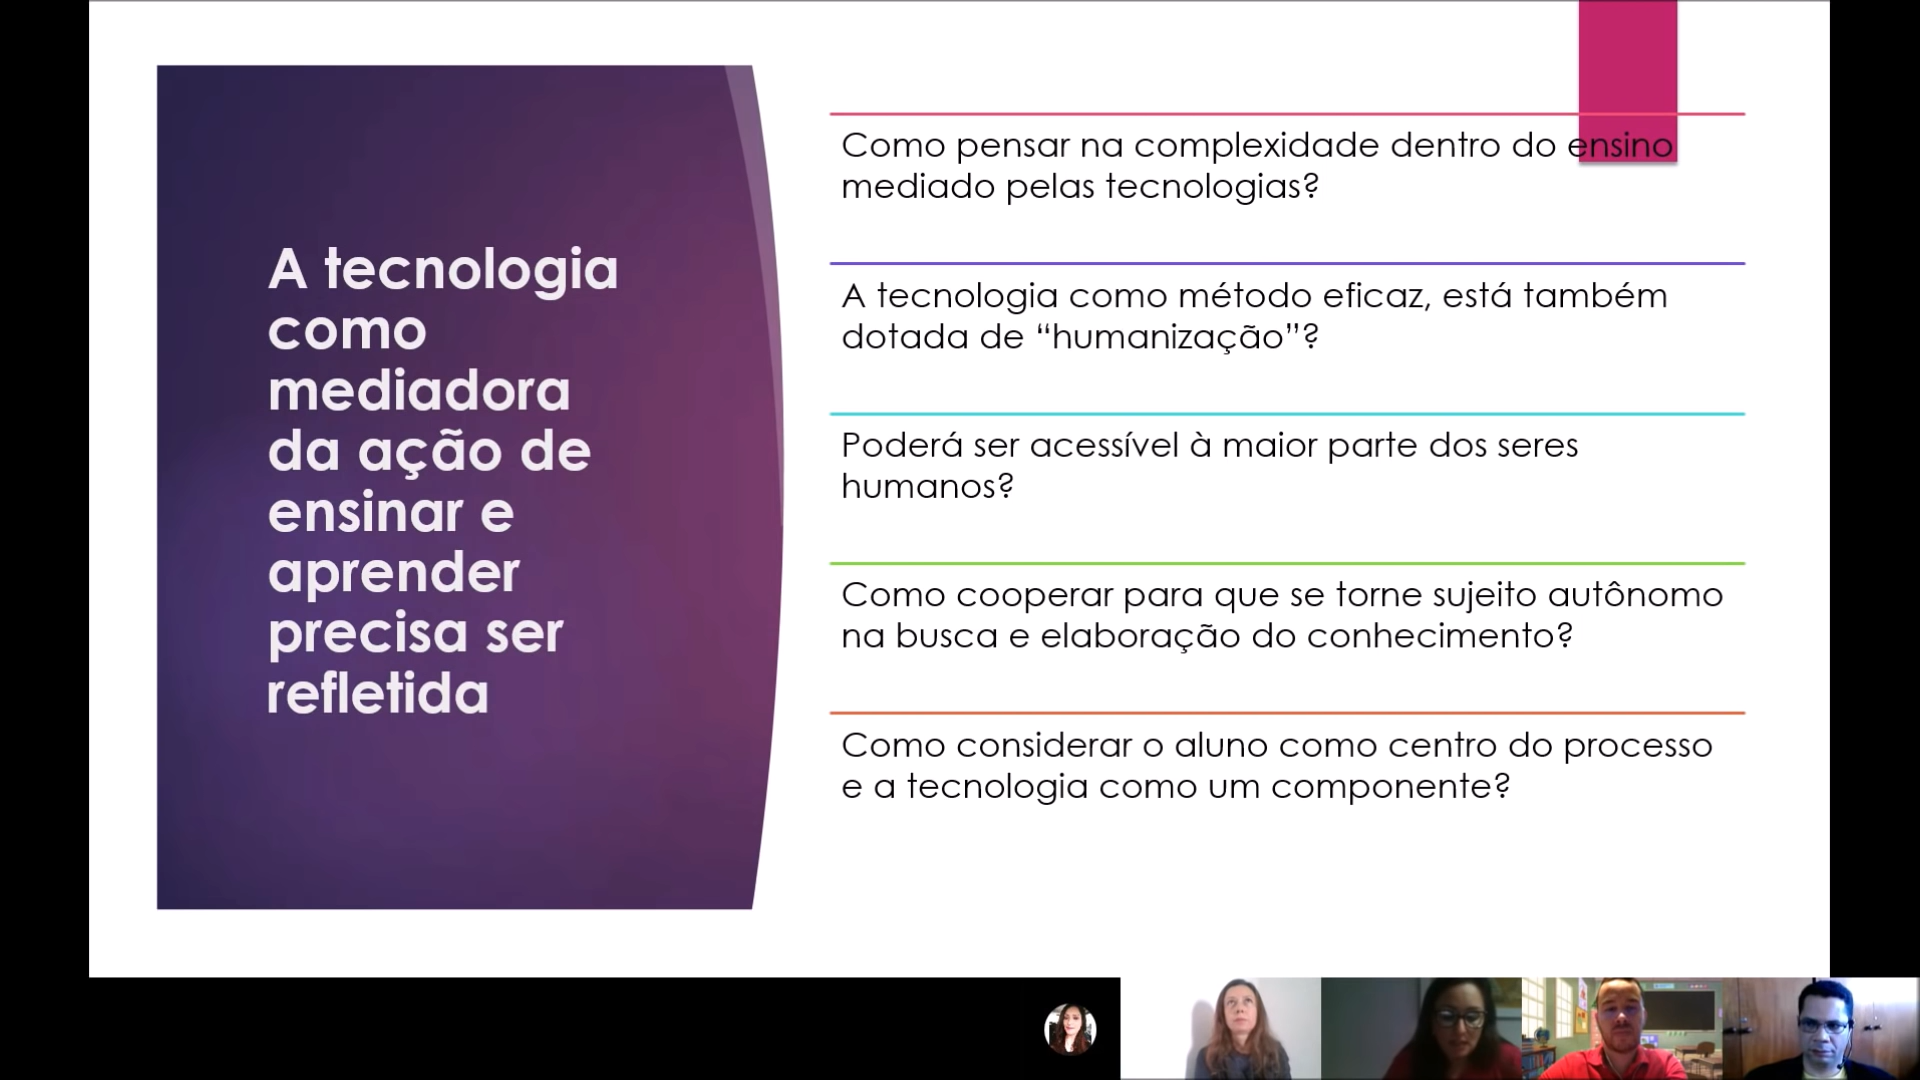 A tecnologia
como
mediadora
da ação de
ensinar e
aprender
precisa ser
refletida
Como pensar na complexidade dentro do ensino
mediado pelas tecnologias?
A tecnologia como método eficaz, está também
dotada de “humanização”?
Poderá ser acessível à maior parte dos seres
humanos?
Como cooperar para que se torne sujeito autônomo
na busca e elaboração do conhecimento?
Como considerar o aluno como centro do processo
e a tecnologia como um componente?